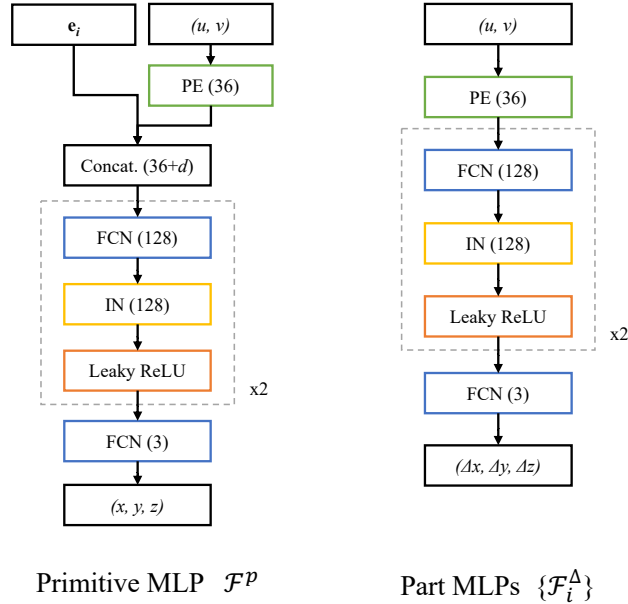 e_i
(u, v)
PE (36)
Concat. (36+d)
FCN (128)
IN (128)
Leaky ReLU
x2
FCN (3)
(x, y, z)
Primitive MLP ℱ^p
(u, v)
PE (36)
FCN (128)
IN (128)
Leaky ReLU
x2
FCN (3)
(Δx, Δy, Δz)
Part MLPs {ℱ_i^Δ}